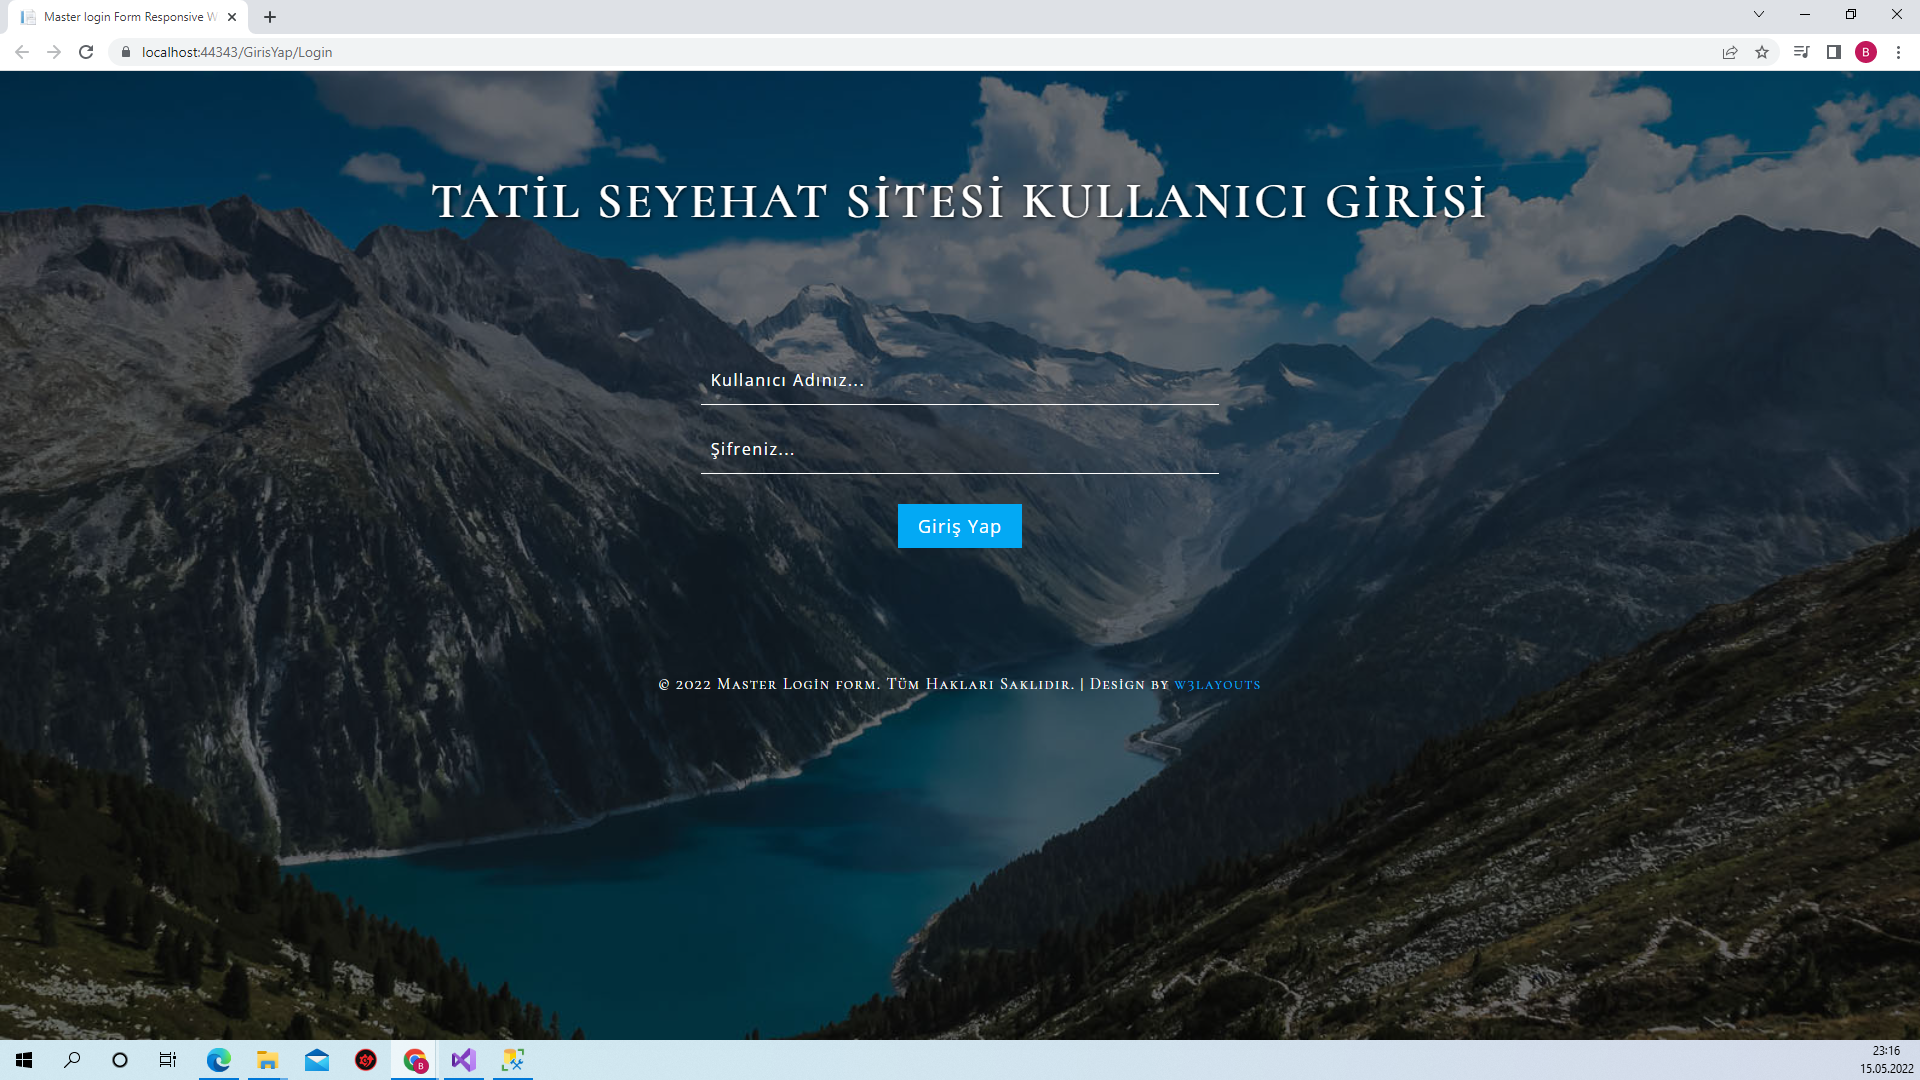 Master login Form Responsive W
localhost:44343/GirisYap/Login
B
TATİL SEYEHAT SİTESİ KULLANICI GİRİSİ
Kullanıcı Adınız...
Şifreniz...
Giriş Yap
© 2022 Master Login form. Tüm Hakları Saklıdır. | Design by w3layouts
B
23:16
15.05.2022